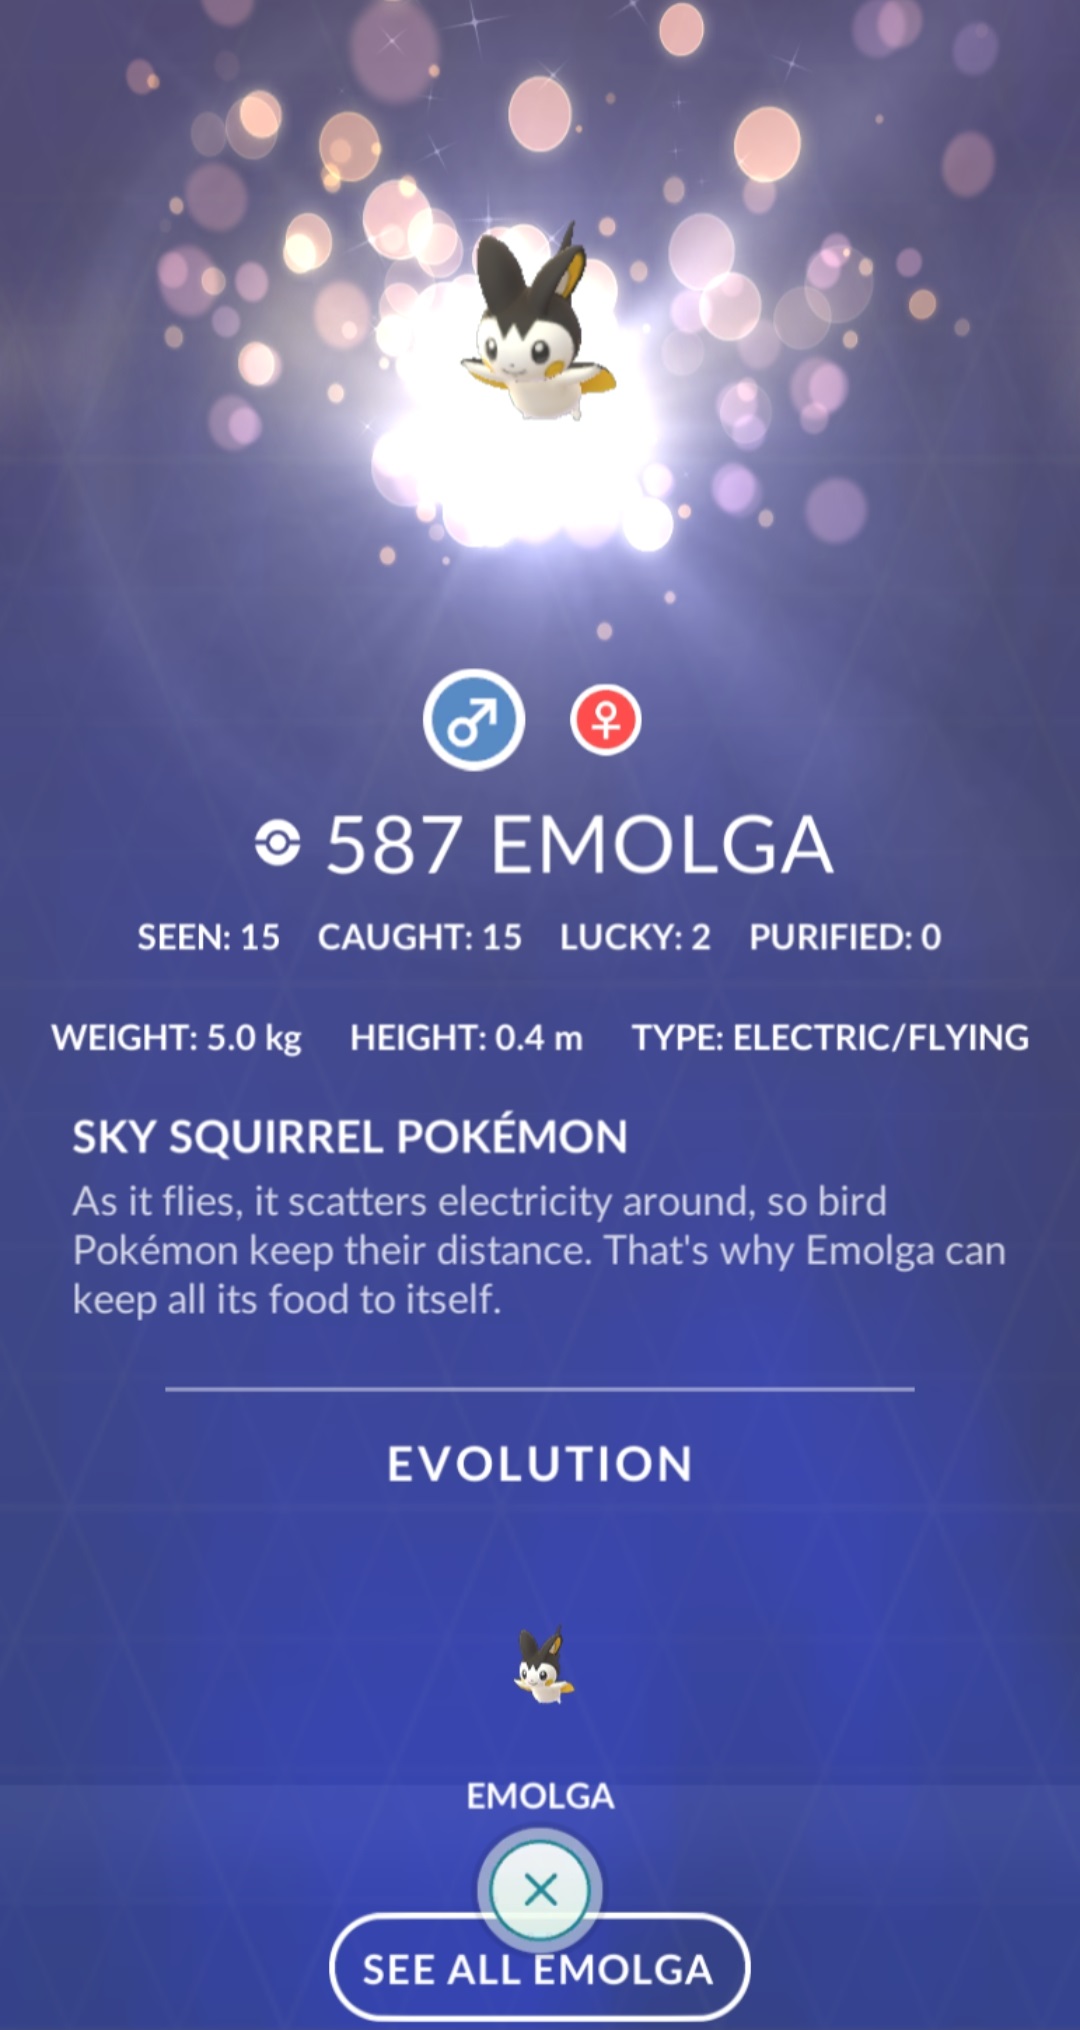 587 EMOLGA
SEEN: 15 CAUGHT: 15 LUCKY: 2 PURIFIED: 0
WEIGHT: 5.0 kg HEIGHT: 0.4 m TYPE: ELECTRIC/FLYING
SKY SQUIRREL POKÉMON
As it flies, it scatters electricity around, so bird
Pokémon keep their distance. That's why Emolga can
keep all its food to itself.
EVOLUTION
EMOLGA
SEE ALL EMOLGA